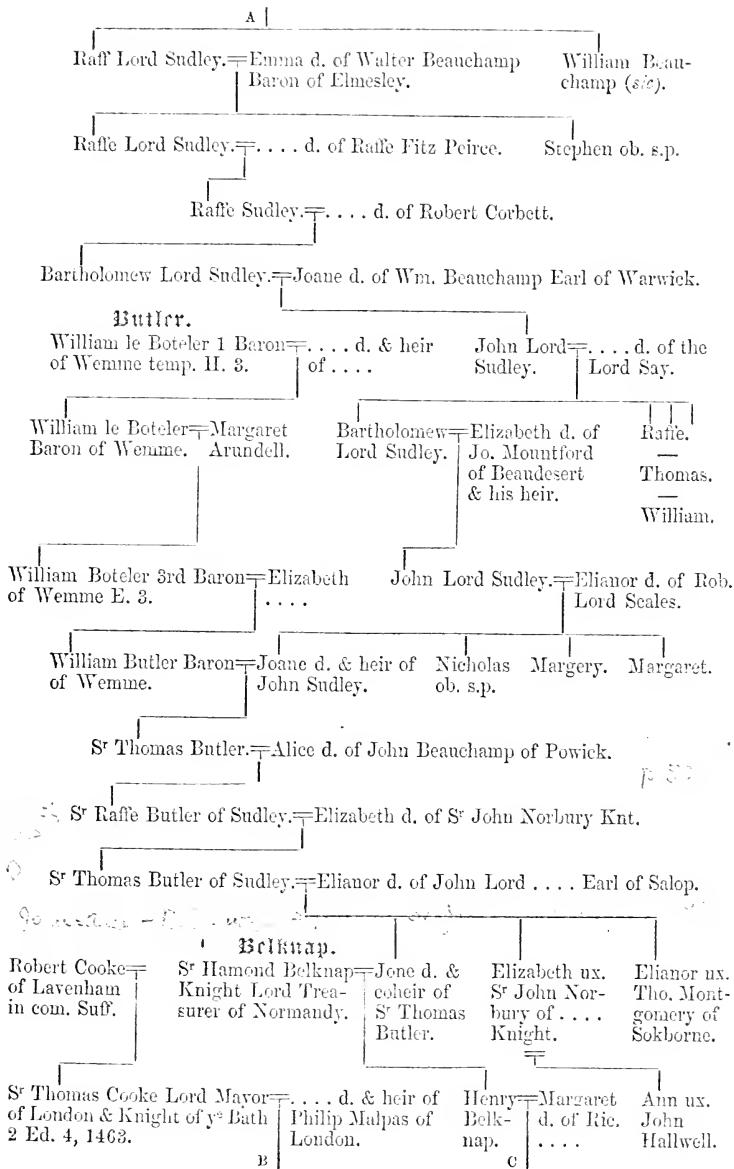 A
Raff Lord Sudley.=Emma d. of Walter Beauchamp
Baron of Elmesley.
William Beau-
champ (sic).
Raffe Lord Sudley.=. . . . d. of Raffe Fitz Peirce.
Stephen ob. s.p.
Raffe Sudley.=. . . . d. of Robert Corbett.
Bartholomew Lord Sudley.=Joane d. of Wm. Beauchamp Earl of Warwick.
Butler.
William le Boteler 1 Baron=. . . . d. & heir
of Wemme temp. H. 3.
of . . . .
John Lord=. . . . d. of the
Sudley.
Lord Say.
William le Boteler=Margaret
Baron of Wemme.
Arundell.
Bartholomew=Elizabeth d. of
Lord Sudley.
Jo. Mountford
of Beaudesert
& his heir.
Raffe.
—
Thomas.
—
William.
William Boteler 3rd Baron=Elizabeth
of Wemme E. 3.
. . . .
John Lord Sudley.=Elianor d. of Rob.
Lord Scales.
William Butler Baron=Joane d. & heir of
of Wemme.
John Sudley.
Nicholas
ob. s.p.
Margery.
Margaret.
Sr Thomas Butler.=Alice d. of John Beauchamp of Powick.
Sr Raffe Butler of Sudley.=Elizabeth d. of Sr John Norbury Knt.
Sr Thomas Butler of Sudley.=Elianor d. of John Lord . . . . Earl of Salop.
Belknap.
Robert Cooke=
of Lavenham
in com. Suff.
Sr Hamond Belknap=Jone d. &
Knight Lord Trea-
surer of Normandy.
coheir of
Sr Thomas
Butler.
Elizabeth ux.
Sr John Nor-
bury of . . . .
Knight.
=
Elianor ux.
Tho. Mont-
gomery of
Sokborne.
Sr Thomas Cooke Lord Mayor=. . . . d. & heir of
of London & Knight of ye Bath
2 Ed. 4, 1463.
Philip Malpas of
London.
Henry=Margaret
Belk-
nap.
d. of Ric.
. . . .
Ann ux.
John
Hallwell.
B
C